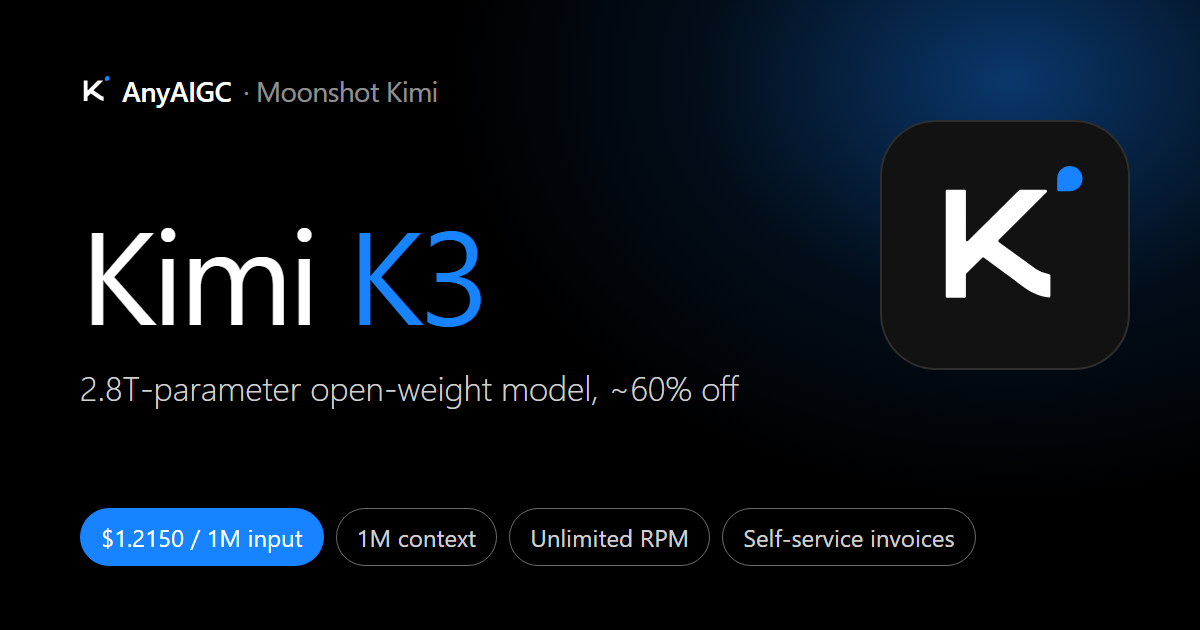 AnyAIGC · Moonshot Kimi
Kimi K3
2.8T-parameter open-weight model, ~60% off
$1.2150 / 1M input
1M context
Unlimited RPM
Self-service invoices